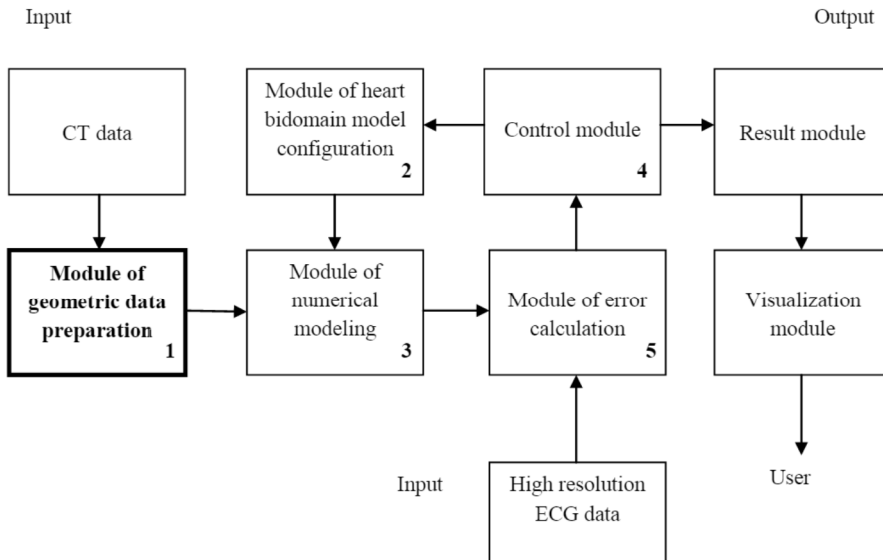 Input
Output
CT data
Module of heart
bidomain model
configuration
2
Control module
4
Result module
Module of
geometric data
preparation
1
Module of
numerical
modeling
3
Module of error
calculation
5
Visualization
module
Input
High resolution
ECG data
User